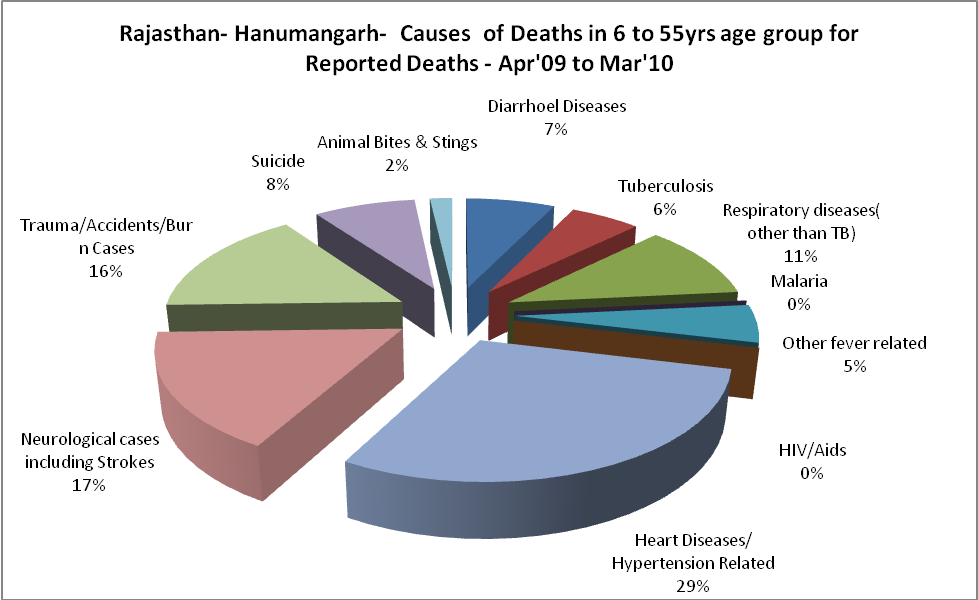 Rajasthan- Hanumangarh- Causes of Deaths in 6 to 55yrs age group for
Reported Deaths - Apr'09 to Mar'10
Diarrhoel Diseases
7%
Tuberculosis
6%
Respiratory diseases(
other than TB)
11%
Malaria
0%
Other fever related
5%
HIV/Aids
0%
Heart Diseases/
Hypertension Related
29%
Neurological cases
including Strokes
17%
Trauma/Accidents/Bur
n Cases
16%
Suicide
8%
Animal Bites & Stings
2%